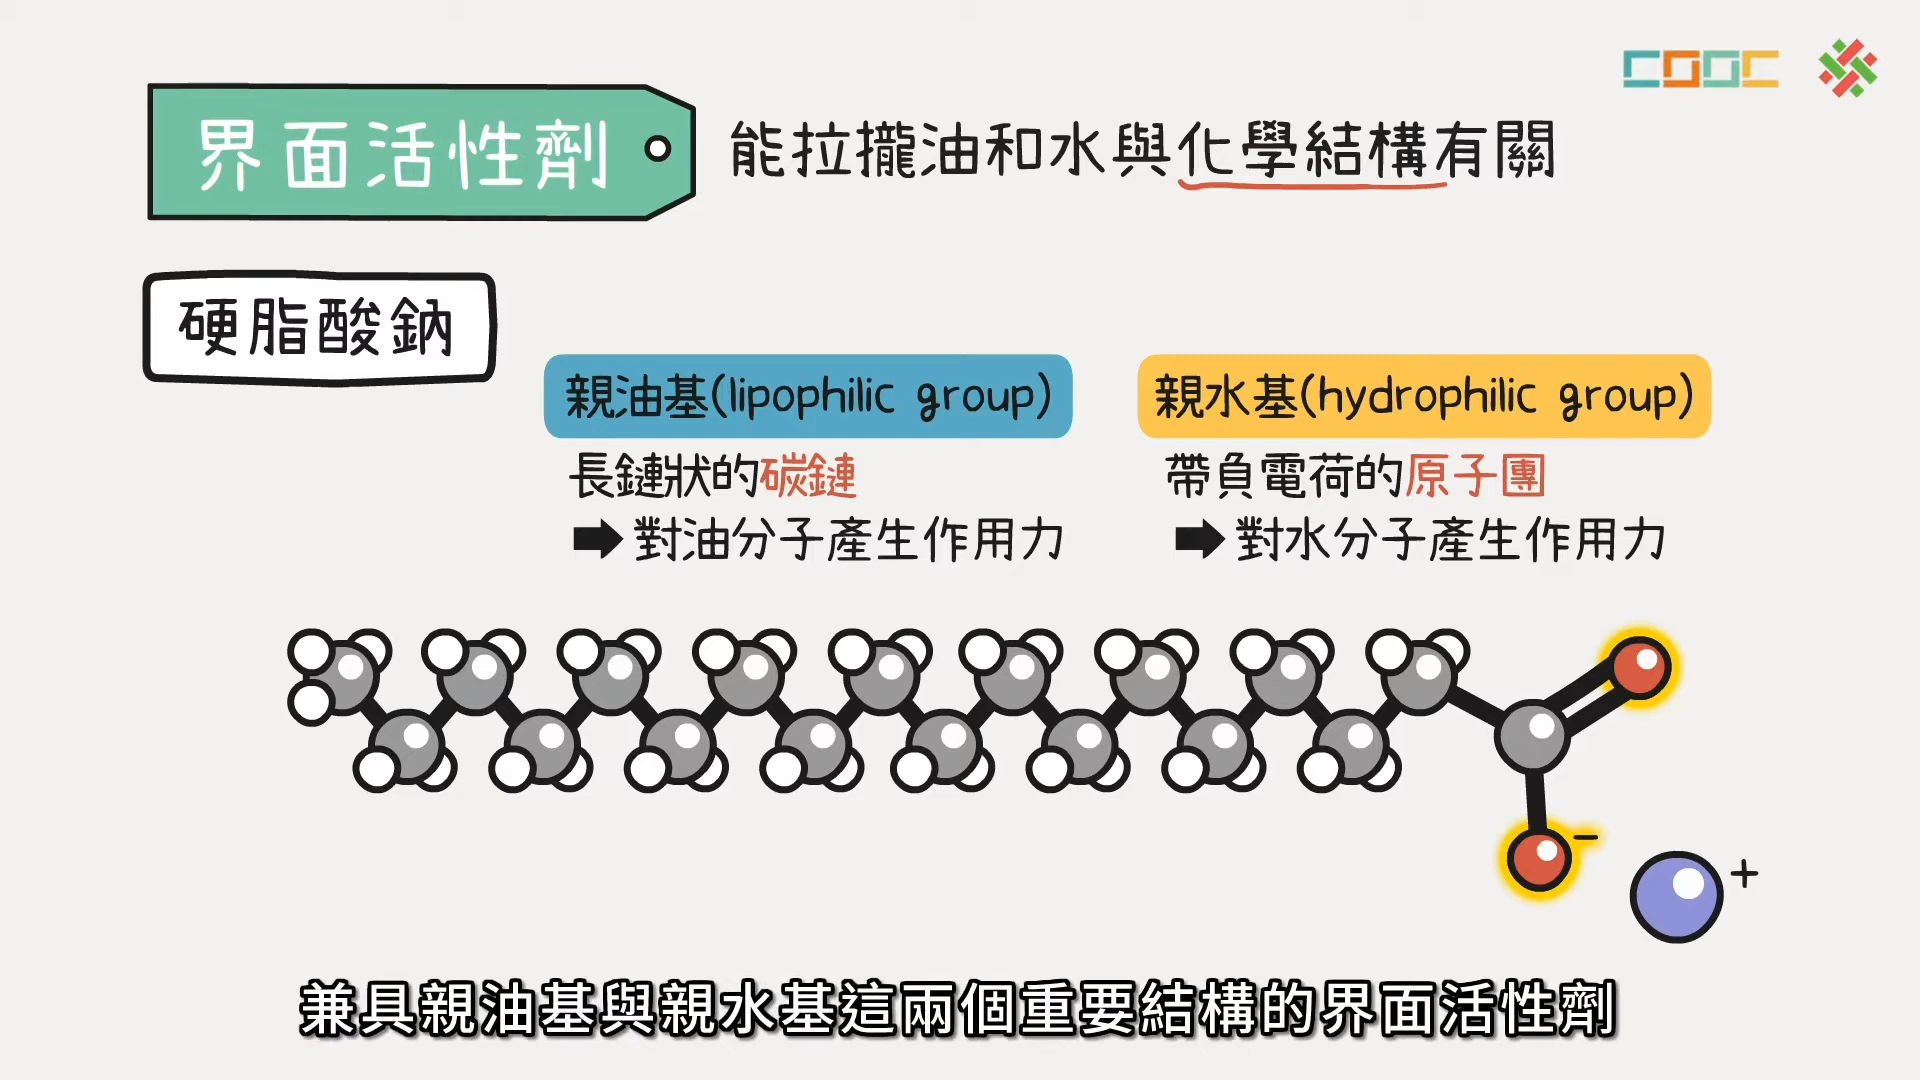 COOC
界面活性劑
能拉攏油和水與化學結構有關
硬脂酸鈉
親油基(lipophilic group)
長鏈狀的碳鏈
➡對油分子產生作用力
親水基(hydrophilic group)
帶負電荷的原子團
➡對水分子產生作用力
−
+
兼具親油基與親水基這兩個重要結構的界面活性劑